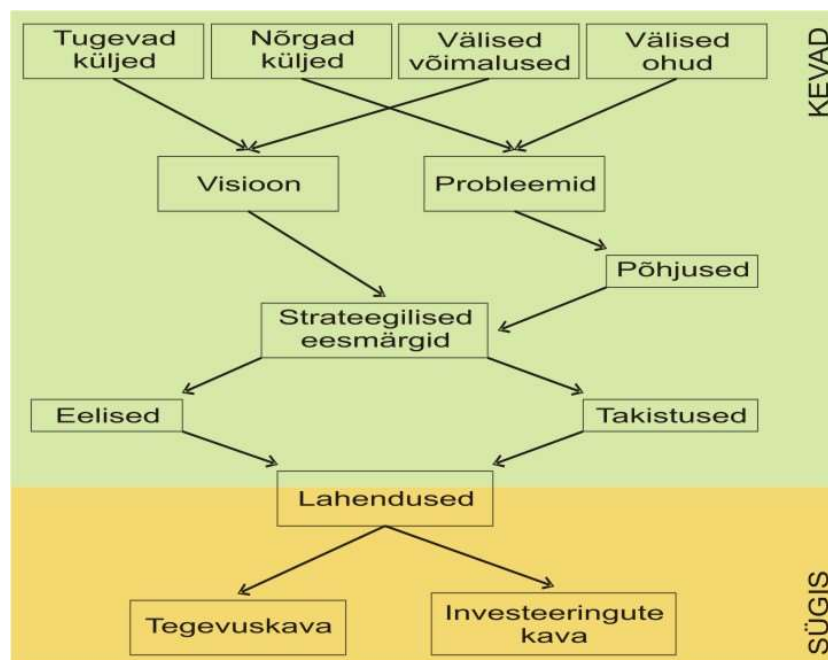 Tugevad
küljed
Nõrgad
küljed
Välised
võimalused
Välised
ohud
KEVAD
Visioon
Probleemid
Põhjused
Strateegilised
eesmärgid
Eelised
Takistused
Lahendused
Tegevuskava
Investeeringute
kava
SÜGIS